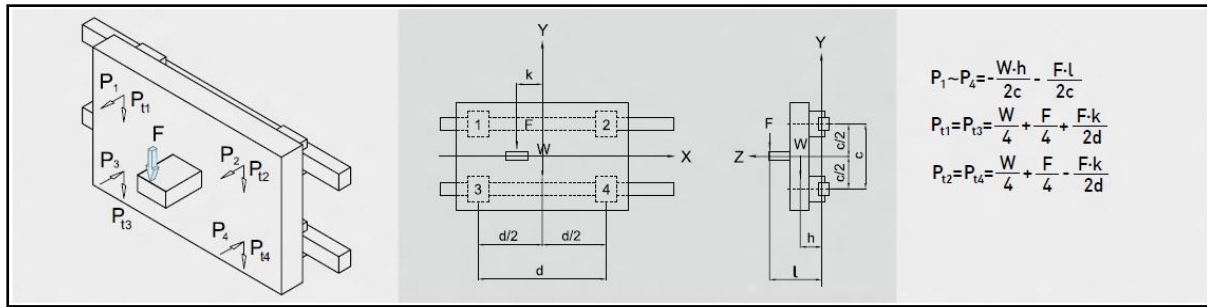 P₁
Pₜ₁
F
P₃
Pₜ₃
P₂
Pₜ₂
P₄
Pₜ₄
Y
k
1
F
2
W
X
3
4
d/2
d/2
d
Y
F
W
Z
c/2
c/2
c
h
l
P₁~P₄=-W·h/2c - F·l/2c
Pₜ₁=Pₜ₃=W/4+F/4+F·k/2d
Pₜ₂=Pₜ₄=W/4+F/4-F·k/2d